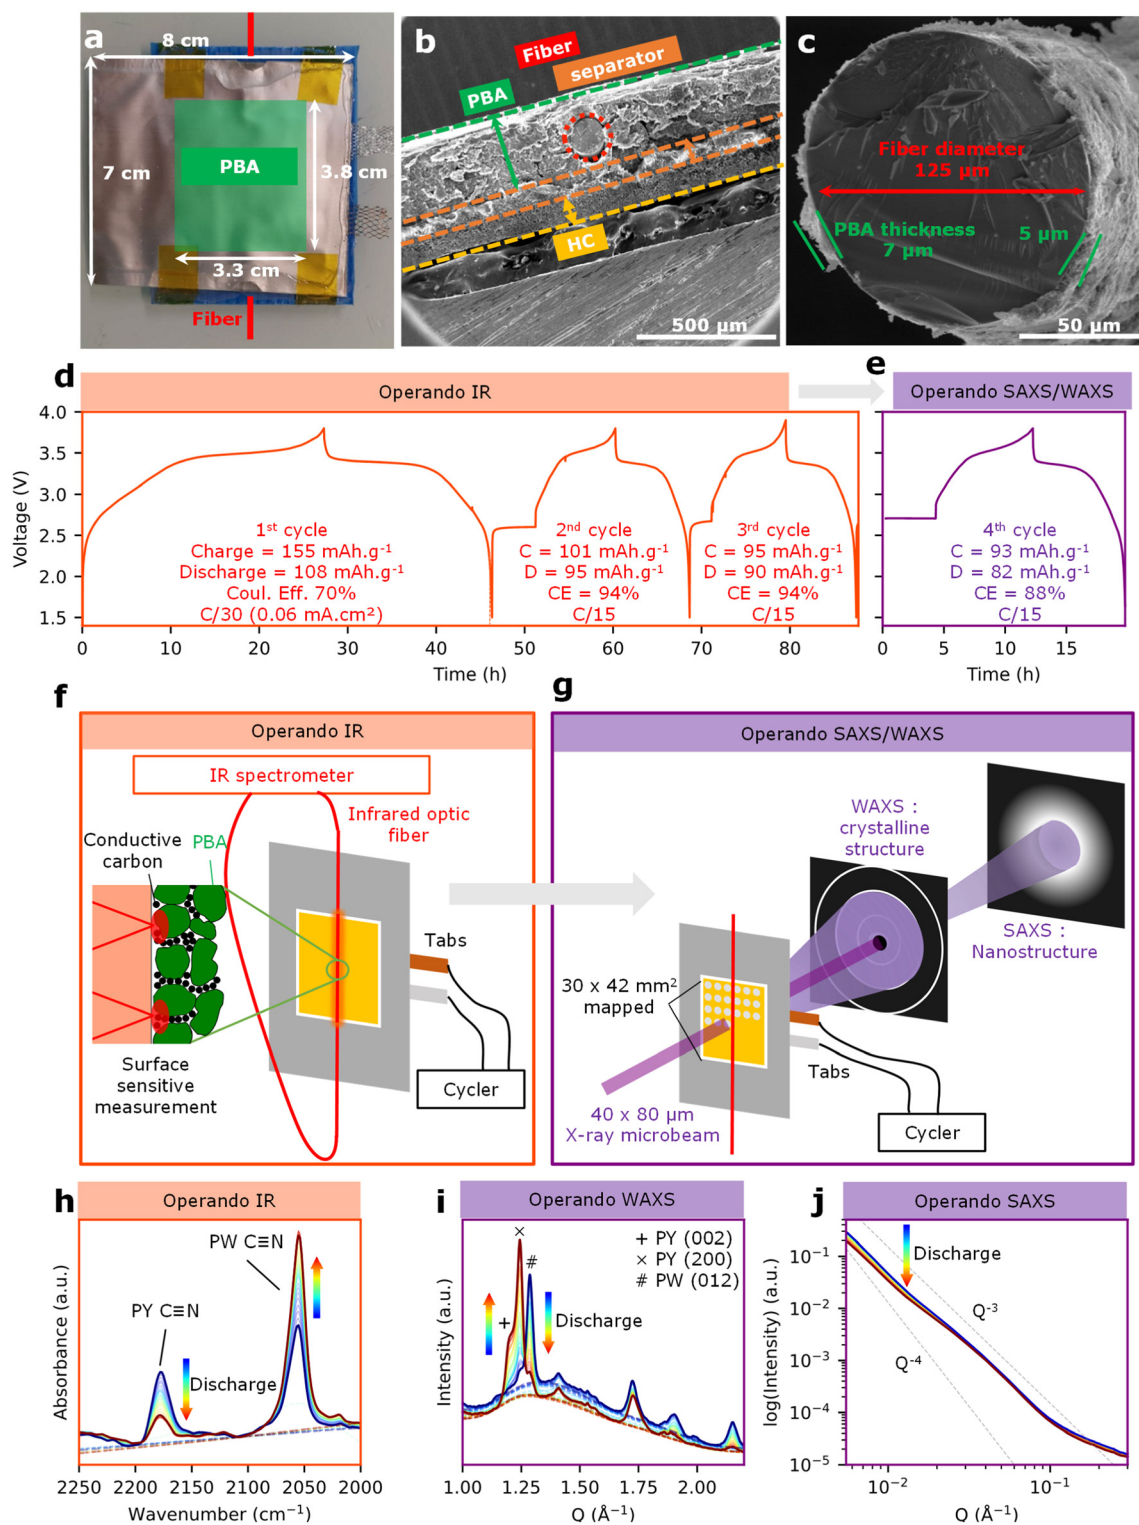 a
8 cm
7 cm
PBA
3.8 cm
3.3 cm
Fiber
b
Fiber
separator
PBA
HC
500 µm
c
Fiber diameter
125 µm
PBA thickness
7 µm
5 µm
50 µm
d
Operando IR
Voltage (V)
4.0
3.5
3.0
2.5
2.0
1.5
1st cycle
Charge = 155 mAh.g-1
Discharge = 108 mAh.g-1
Coul. Eff. 70%
C/30 (0.06 mA.cm²)
2nd cycle
C = 101 mAh.g-1
D = 95 mAh.g-1
CE = 94%
C/15
3rd cycle
C = 95 mAh.g-1
D = 90 mAh.g-1
CE = 94%
C/15
0 10 20 30 40 50 60 70 80
Time (h)
e
Operando SAXS/WAXS
4th cycle
C = 93 mAh.g-1
D = 82 mAh.g-1
CE = 88%
C/15
0 5 10 15
Time (h)
f
Operando IR
IR spectrometer
Infrared optic
fiber
Conductive
carbon
PBA
Tabs
Surface
sensitive
measurement
Cycler
g
Operando SAXS/WAXS
WAXS :
crystalline
structure
SAXS :
Nanostructure
30 x 42 mm²
mapped
Tabs
40 x 80 µm
X-ray microbeam
Cycler
h
Operando IR
Absorbance (a.u.)
PW C≡N
PY C≡N
Discharge
2250 2200 2150 2100 2050 2000
Wavenumber (cm-1)
i
Operando WAXS
Intensity (a.u.)
×
#
+
+ PY (002)
× PY (200)
# PW (012)
Discharge
1.00 1.25 1.50 1.75 2.00
Q (Å-1)
j
Operando SAXS
log(Intensity) (a.u.)
10-1
10-2
10-3
10-4
10-5
Discharge
Q-3
Q-4
10-2 10-1
Q (Å-1)